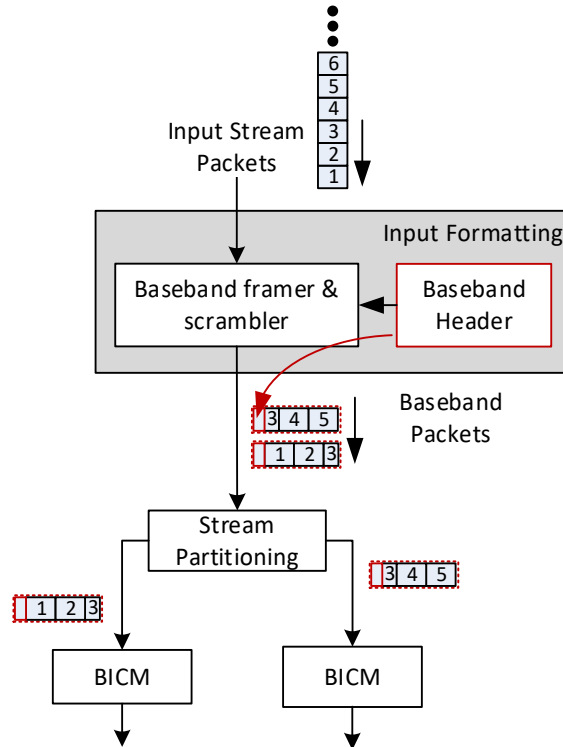 6
5
4
3
2
1
Input Stream
Packets
Input Formatting
Baseband framer &
scrambler
Baseband
Header
3 4 5
1 2 3
Baseband
Packets
Stream
Partitioning
1 2 3
3 4 5
BICM
BICM